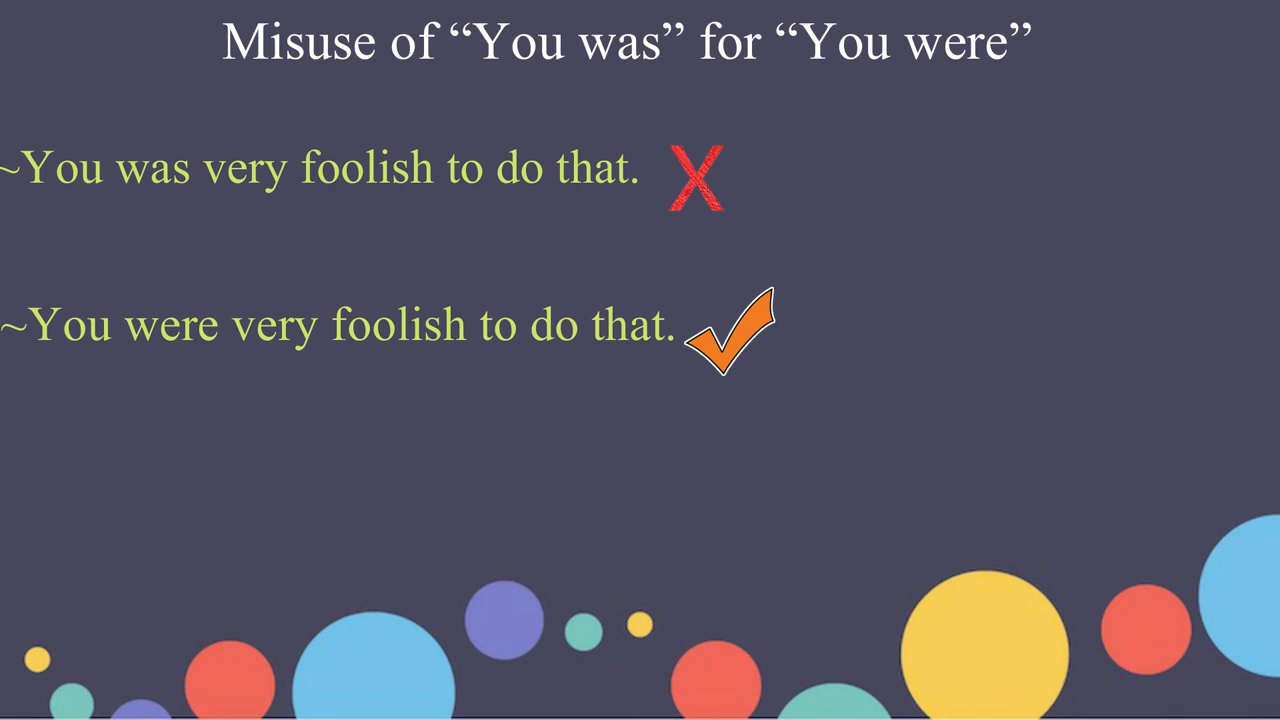 Misuse of “You was” for “You were”
~You was very foolish to do that.
~You were very foolish to do that.